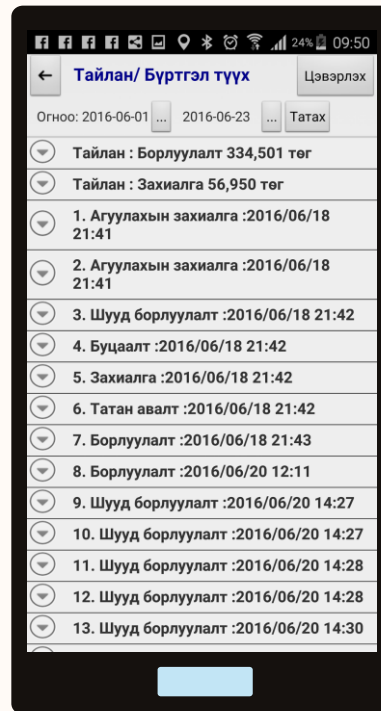 24% 09:50
Тайлан/ Бүртгэл түүх Цэвэрлэх
Огноо: 2016-06-01 ... 2016-06-23 ... Татах
Тайлан : Борлуулалт 334,501 төг
Тайлан : Захиалга 56,950 төг
1. Агуулахын захиалга :2016/06/18
21:41
2. Агуулахын захиалга :2016/06/18
21:41
3. Шууд борлуулалт :2016/06/18 21:42
4. Буцаалт :2016/06/18 21:42
5. Захиалга :2016/06/18 21:42
6. Татан авалт :2016/06/18 21:42
7. Борлуулалт :2016/06/18 21:43
8. Борлуулалт :2016/06/20 12:11
9. Шууд борлуулалт :2016/06/20 14:27
10. Шууд борлуулалт :2016/06/20 14:27
11. Шууд борлуулалт :2016/06/20 14:28
12. Шууд борлуулалт :2016/06/20 14:28
13. Шууд борлуулалт :2016/06/20 14:30